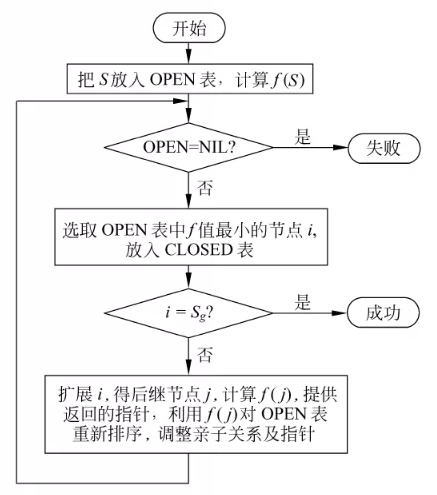 开始
把S放入 OPEN 表，计算 f(S)
OPEN=NIL?
是
失败
否
选取 OPEN 表中f值最小的节点 i,
放入 CLOSED 表
i = Sg?
是
成功
否
扩展 i, 得后继节点 j, 计算 f(j), 提供
返回的指针，利用 f(j)对 OPEN 表
重新排序，调整亲子关系及指针